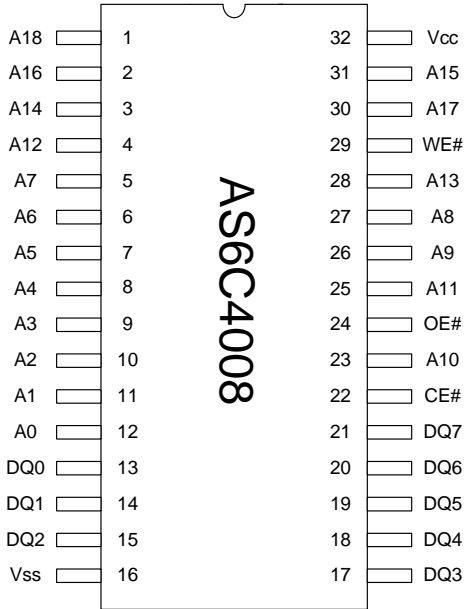 A18 1 32 Vcc
A16 2 31 A15
A14 3 30 A17
A12 4 29 WE#
A7 5 28 A13
A6 6 27 A8
A5 7 26 A9
A4 8 25 A11
A3 9 24 OE#
A2 10 23 A10
A1 11 22 CE#
A0 12 21 DQ7
DQ0 13 20 DQ6
DQ1 14 19 DQ5
DQ2 15 18 DQ4
Vss 16 17 DQ3
AS6C4008